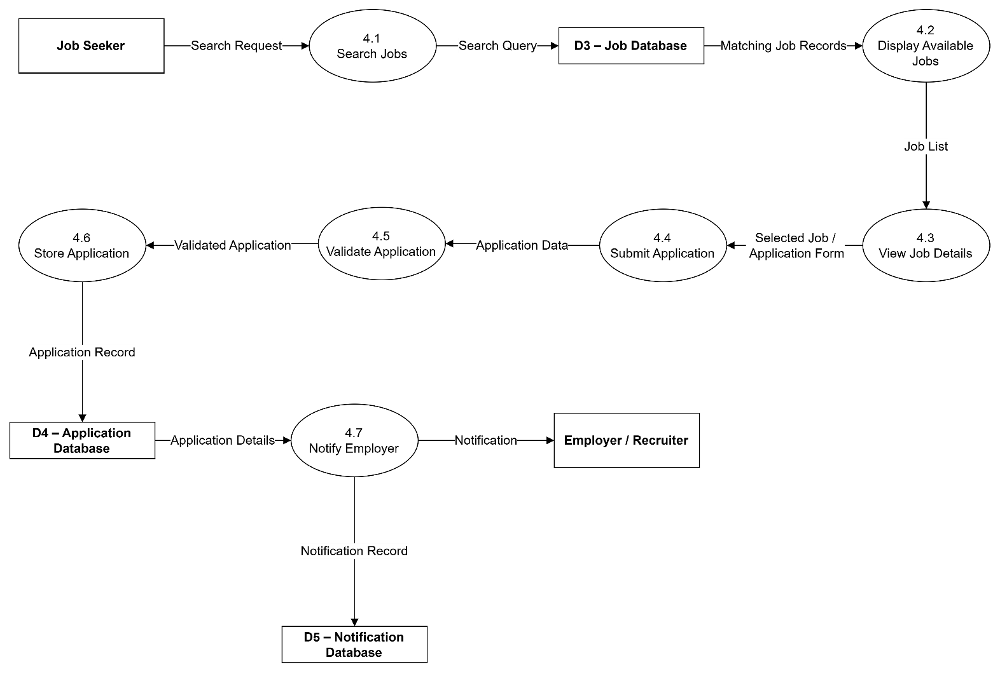 Job Seeker
Search Request
4.1
Search Jobs
Search Query
D3 – Job Database
Matching Job Records
4.2
Display Available
Jobs
Job List
4.3
View Job Details
Selected Job /
Application Form
4.4
Submit Application
Application Data
4.5
Validate Application
Validated Application
4.6
Store Application
Application Record
D4 – Application
Database
Application Details
4.7
Notify Employer
Notification
Employer / Recruiter
Notification Record
D5 – Notification
Database